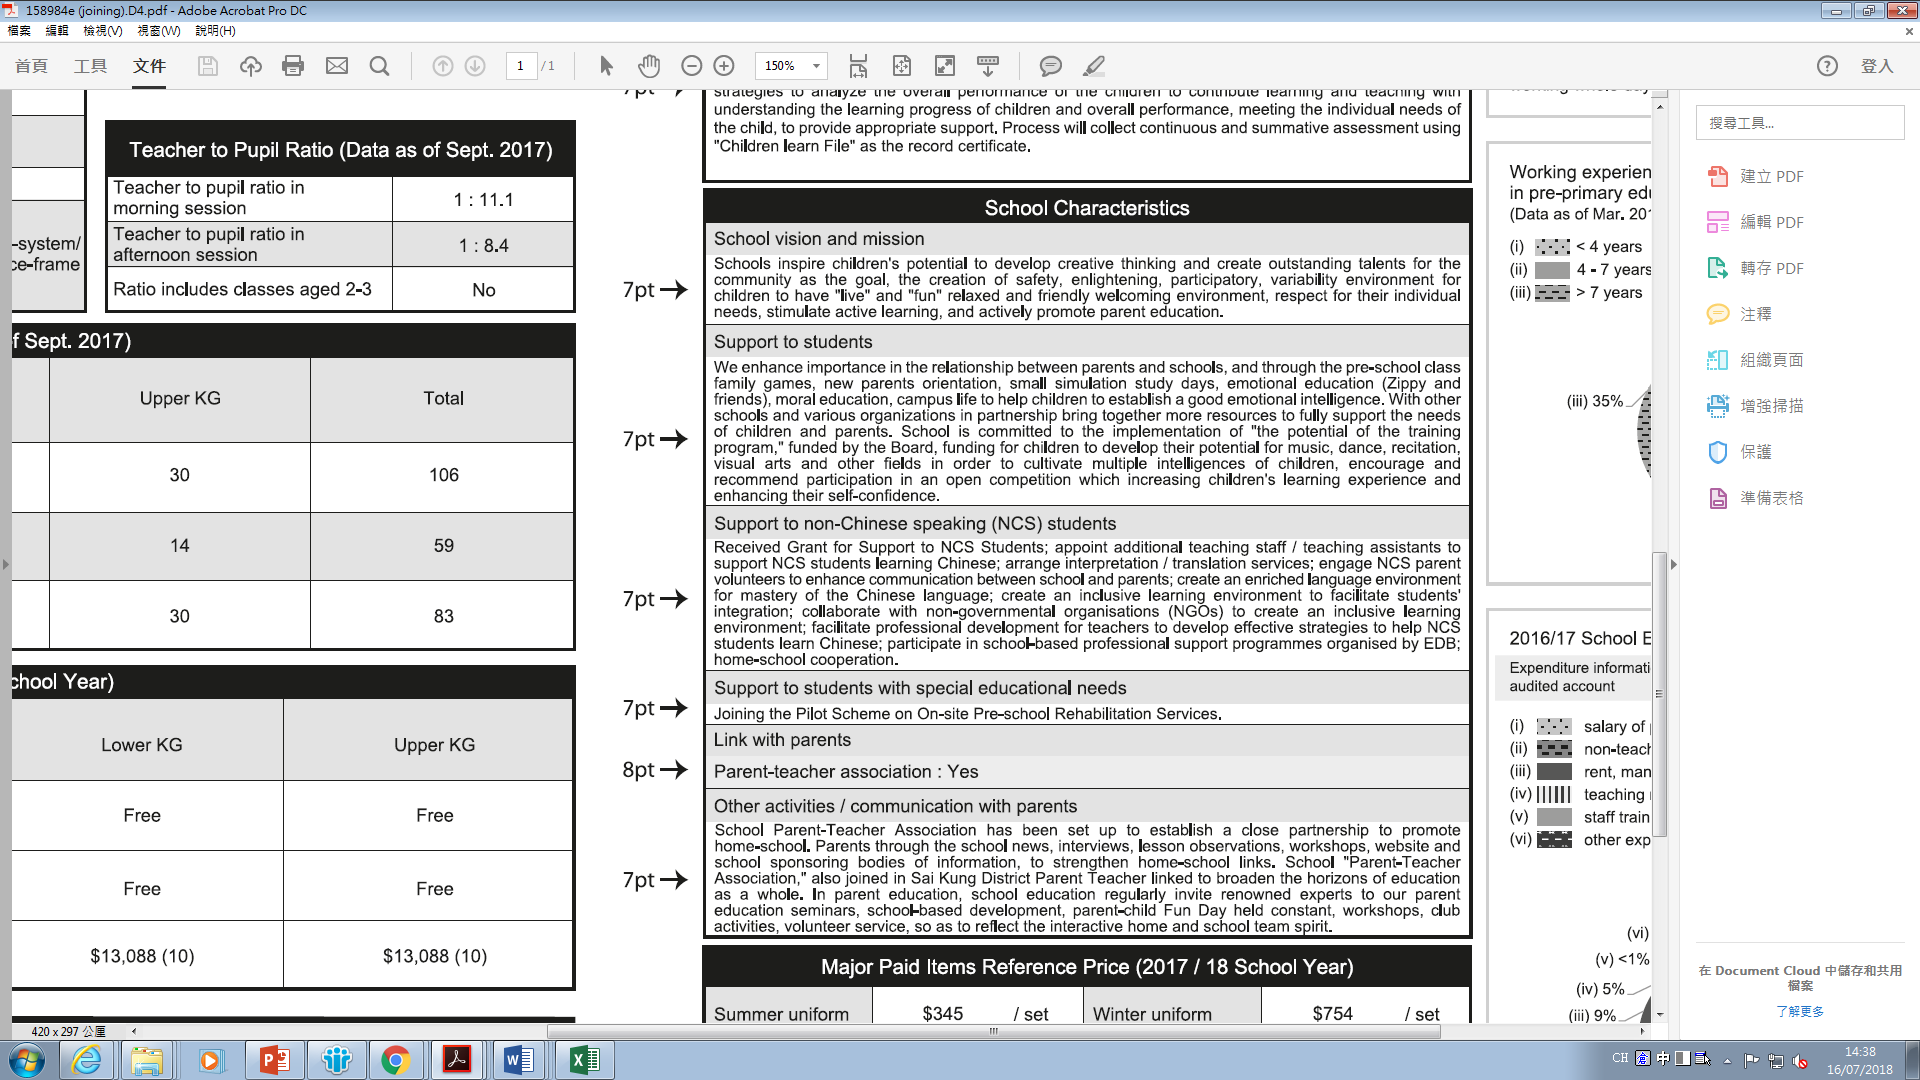 158984e (joining).D4.pdf - Adobe Acrobat Pro DC
檔案 編輯 檢視(V) 視窗(W) 說明(H)
首頁 工具 文件 1 / 1 150% 登入
7pt
strategies to analyze the overall performance of the children to contribute learning and teaching with
understanding the learning progress of children and overall performance, meeting the individual needs of
the child, to provide appropriate support. Process will collect continuous and summative assessment using
"Children learn File" as the record certificate.
-system/
ce-frame
Teacher to Pupil Ratio (Data as of Sept. 2017)
Teacher to pupil ratio in
morning session
1 : 11.1
Teacher to pupil ratio in
afternoon session
1 : 8.4
Ratio includes classes aged 2-3
No
f Sept. 2017)
Upper KG Total
30 106
14 59
30 83
chool Year)
Lower KG Upper KG
Free Free
Free Free
$13,088 (10) $13,088 (10)
School Characteristics
School vision and mission
7pt
Schools inspire children's potential to develop creative thinking and create outstanding talents for the
community as the goal, the creation of safety, enlightening, participatory, variability environment for
children to have "live" and "fun" relaxed and friendly welcoming environment, respect for their individual
needs, stimulate active learning, and actively promote parent education.
Support to students
7pt
We enhance importance in the relationship between parents and schools, and through the pre-school class
family games, new parents orientation, small simulation study days, emotional education (Zippy and
friends), moral education, campus life to help children to establish a good emotional intelligence. With other
schools and various organizations in partnership bring together more resources to fully support the needs
of children and parents. School is committed to the implementation of "the potential of the training
program," funded by the Board, funding for children to develop their potential for music, dance, recitation,
visual arts and other fields in order to cultivate multiple intelligences of children, encourage and
recommend participation in an open competition which increasing children's learning experience and
enhancing their self-confidence.
Support to non-Chinese speaking (NCS) students
7pt
Received Grant for Support to NCS Students; appoint additional teaching staff / teaching assistants to
support NCS students learning Chinese; arrange interpretation / translation services; engage NCS parent
volunteers to enhance communication between school and parents; create an enriched language environment
for mastery of the Chinese language; create an inclusive learning environment to facilitate students'
integration; collaborate with non-governmental organisations (NGOs) to create an inclusive learning
environment; facilitate professional development for teachers to develop effective strategies to help NCS
students learn Chinese; participate in school-based professional support programmes organised by EDB;
home-school cooperation.
Support to students with special educational needs
7pt
Joining the Pilot Scheme on On-site Pre-school Rehabilitation Services.
Link with parents
8pt
Parent-teacher association : Yes
Other activities / communication with parents
7pt
School Parent-Teacher Association has been set up to establish a close partnership to promote
home-school. Parents through the school news, interviews, lesson observations, workshops, website and
school sponsoring bodies of information, to strengthen home-school links. School "Parent-Teacher
Association," also joined in Sai Kung District Parent Teacher linked to broaden the horizons of education
as a whole. In parent education, school education regularly invite renowned experts to our parent
education seminars, school-based development, parent-child Fun Day held constant, workshops, club
activities, volunteer service, so as to reflect the interactive home and school team spirit.
Major Paid Items Reference Price (2017 / 18 School Year)
Summer uniform $345 / set Winter uniform $754 / set
Working experien
in pre-primary edu
(Data as of Mar. 201
(i) < 4 years
(ii) 4 - 7 years
(iii) > 7 years
(iii) 35%
2016/17 School E
Expenditure informati
audited account
(i) salary of
(ii) non-teach
(iii) rent, man
(iv) teaching
(v) staff train
(vi) other exp
(vi)
(v) <1%
(iv) 5%
(iii) 9%
搜尋工具...
建立 PDF
編輯 PDF
轉存 PDF
注釋
組織頁面
增強掃描
保護
準備表格
在 Document Cloud 中儲存和共用
檔案
了解更多
420 x 297 公厘
CH 倉 中
14:38
16/07/2018